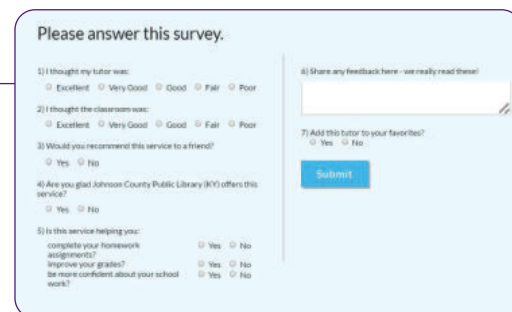 Please answer this survey.
1) I thought my tutor was:
Excellent Very Good Good Fair Poor
2) I thought the classroom was:
Excellent Very Good Good Fair Poor
3) Would you recommend this service to a friend?
Yes No
4) Are you glad Johnson County Public Library (KY) offers this
service?
Yes No
5) Is this service helping you:
complete your homework
assignments? Yes No
improve your grades? Yes No
be more confident about your school
work? Yes No
6) Share any feedback here - we really read these!
7) Add this tutor to your favorites?
Yes No
Submit